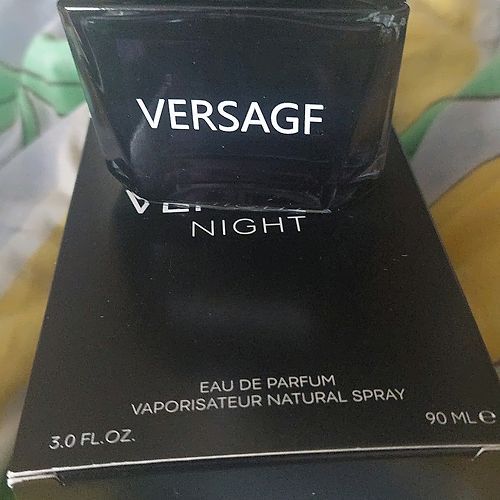 VERSAGF
NIGHT
EAU DE PARFUM
VAPORISATEUR NATURAL SPRAY
3.0 FL.OZ.
90 ML ℮